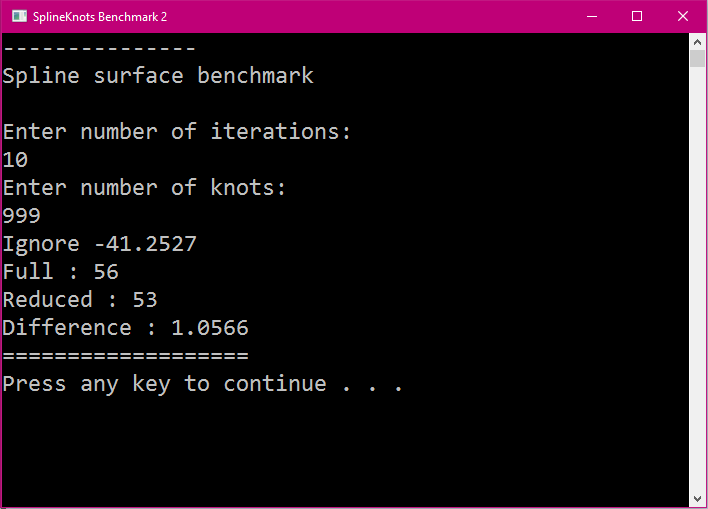 SplineKnots Benchmark 2
---------------
Spline surface benchmark
Enter number of iterations:
10
Enter number of knots:
999
Ignore -41.2527
Full : 56
Reduced : 53
Difference : 1.0566
===================
Press any key to continue . . .